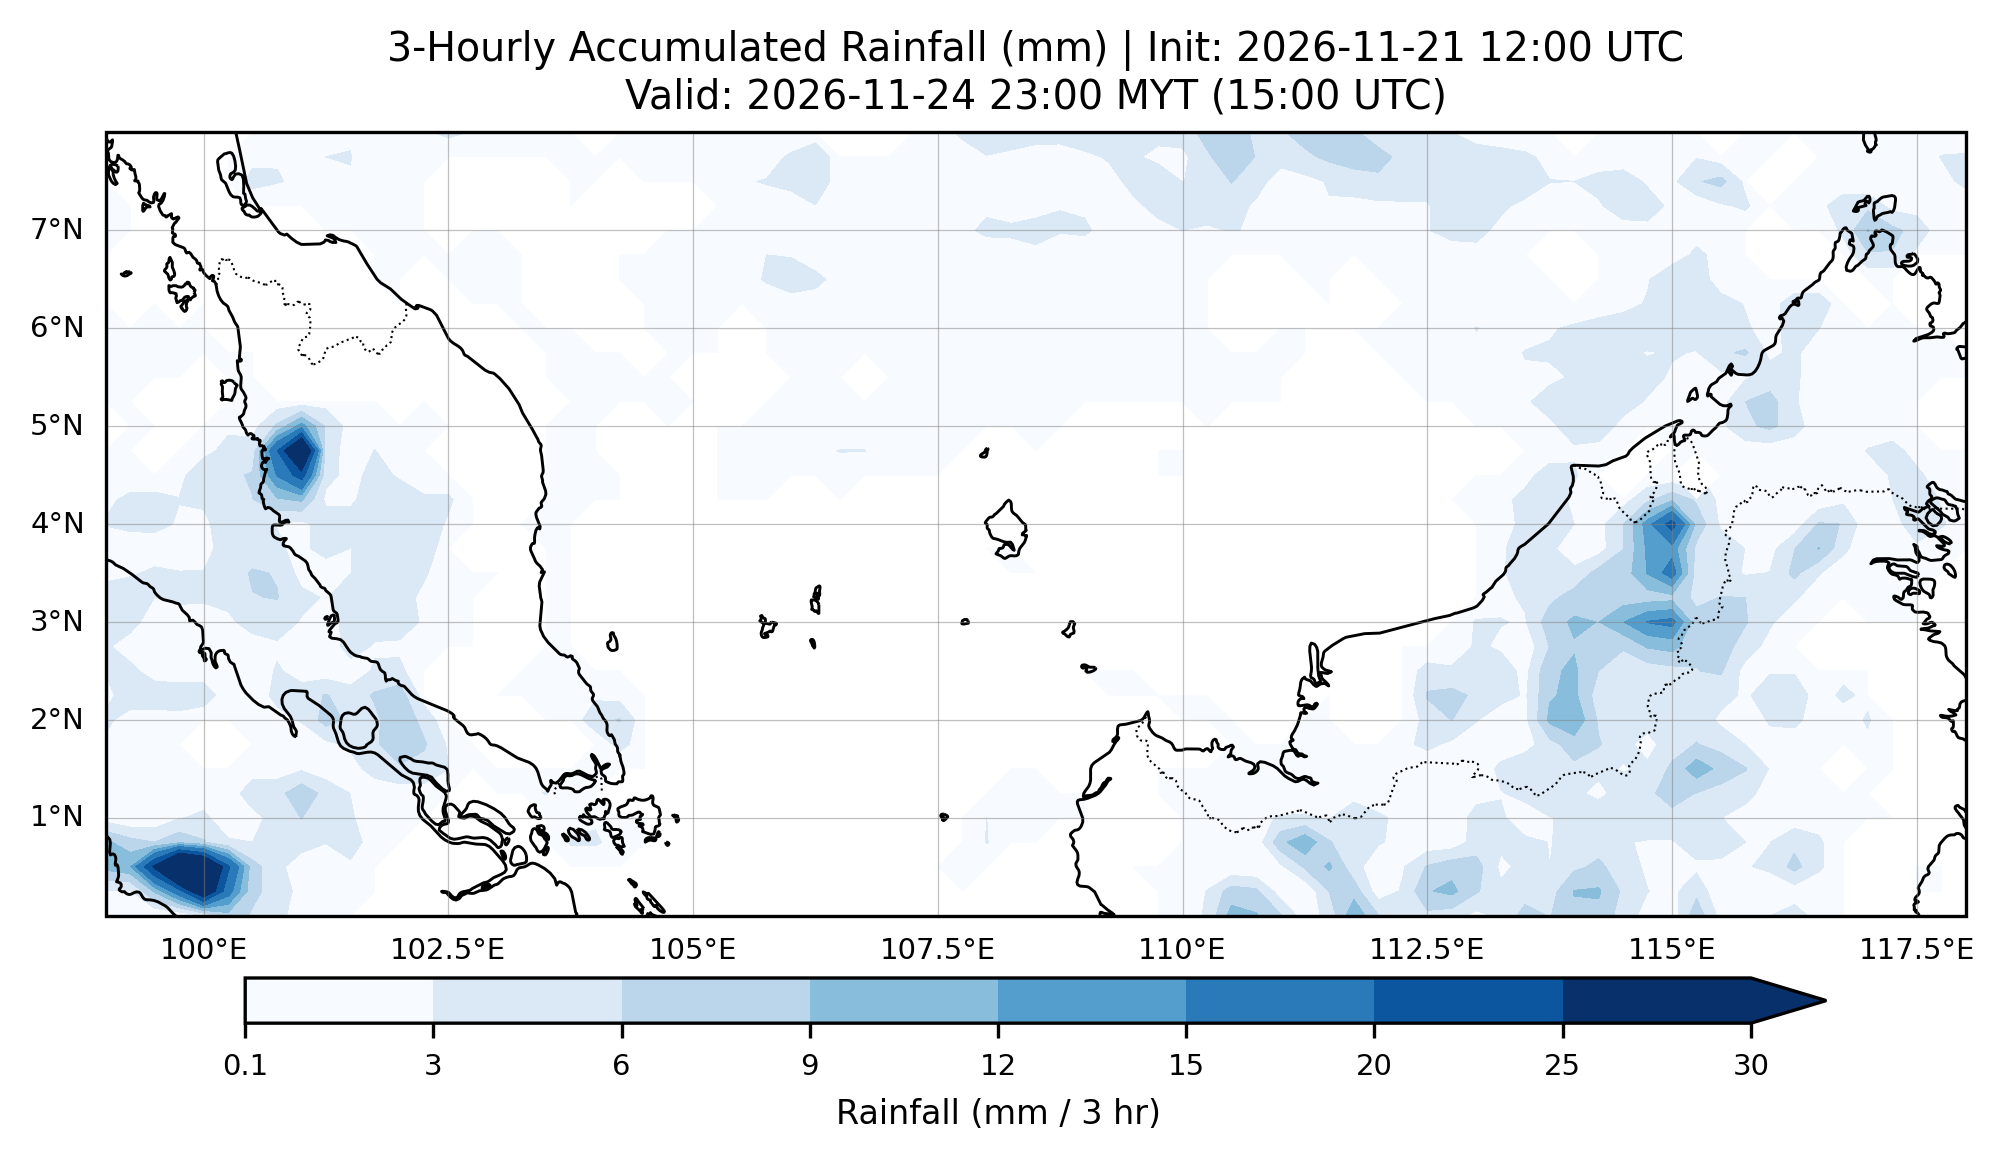 3-Hourly Accumulated Rainfall (mm) | Init: 2026-11-21 12:00 UTC
Valid: 2026-11-24 23:00 MYT (15:00 UTC)
7°N
6°N
5°N
4°N
3°N
2°N
1°N
100°E 102.5°E 105°E 107.5°E 110°E 112.5°E 115°E 117.5°E
0.1 3 6 9 12 15 20 25 30
Rainfall (mm / 3 hr)